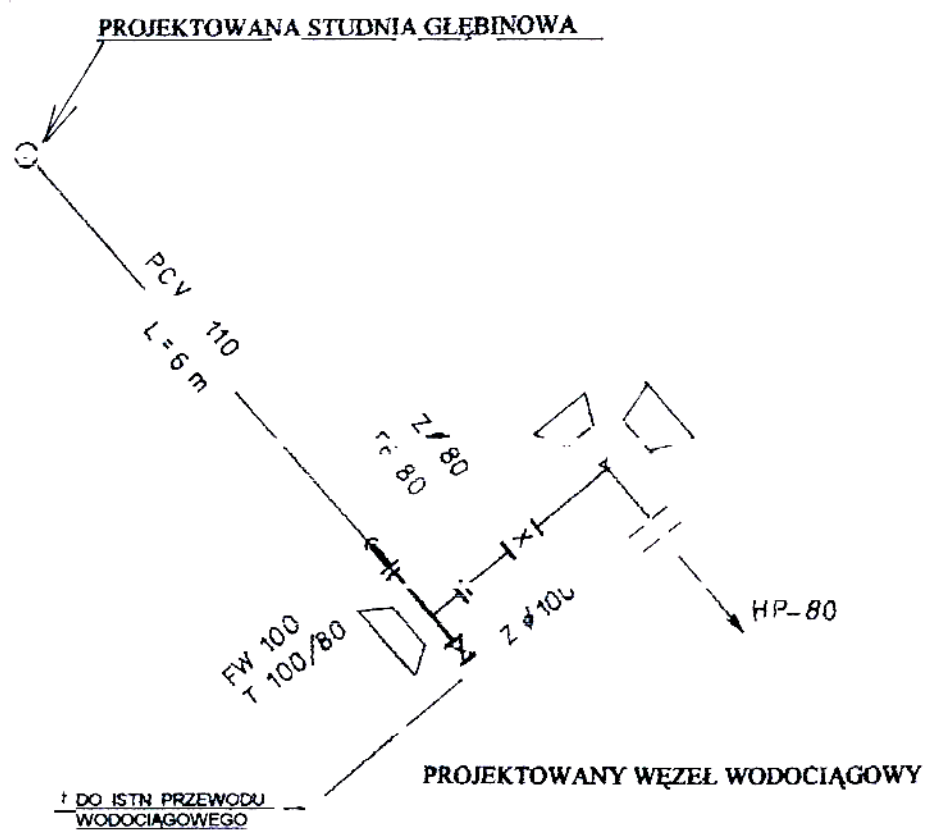 PROJEKTOWANA STUDNIA GŁĘBINOWA
PCV 110
L = 6 m
Z ø 80
80
FW 100
T 100/80
Z ø 100
HP-80
PROJEKTOWANY WĘZEŁ WODOCIĄGOWY
DO ISTN PRZEWODU
WODOCIĄGOWEGO